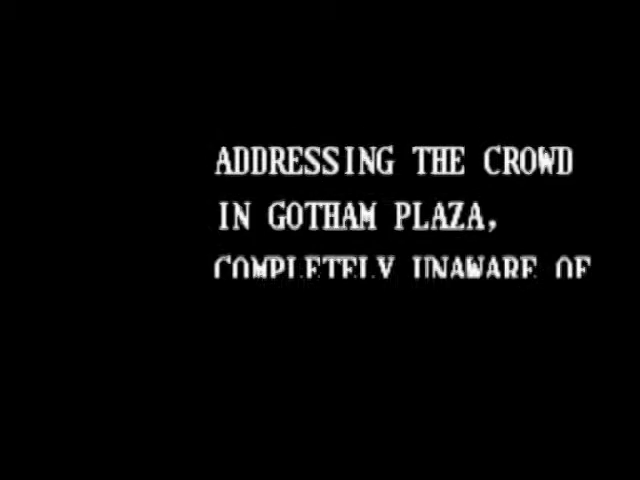 ADDRESSING THE CROWD
IN GOTHAM PLAZA,
COMPLETELY UNAWARE OF